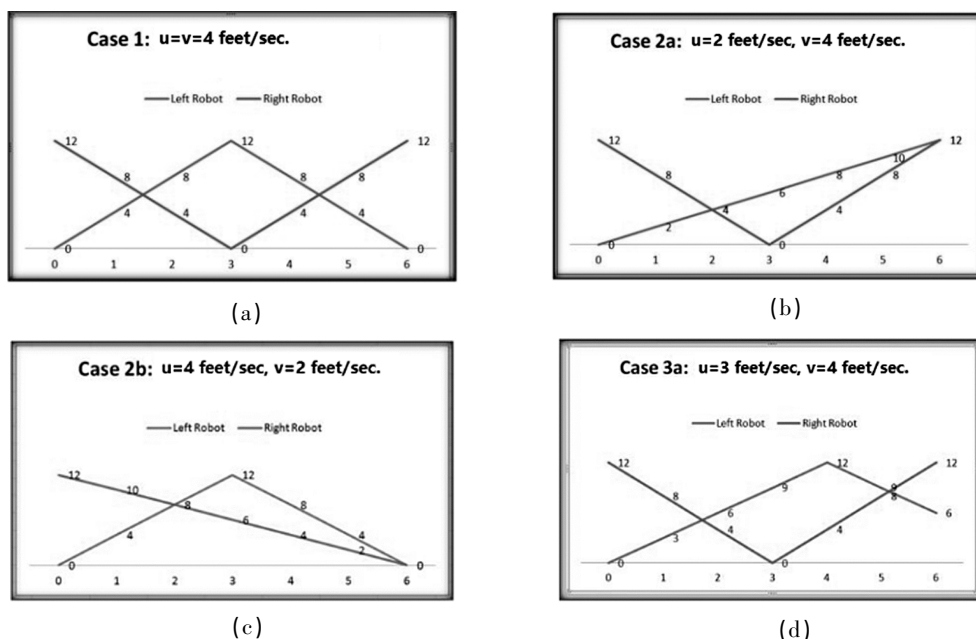 Case 1: u=v=4 feet/sec.
Left Robot Right Robot
12 12 12
8 8 8 8
4 4 4 4
0 0 0
0 1 2 3 4 5 6
(a)
Case 2a: u=2 feet/sec, v=4 feet/sec.
Left Robot Right Robot
12 12
10
8 8 8
6
4 4
2
0 0
0 1 2 3 4 5 6
(b)
Case 2b: u=4 feet/sec, v=2 feet/sec.
Left Robot Right Robot
12 12
10
8 8
6
4 4 4
2
0 0
0 1 2 3 4 5 6
(c)
Case 3a: u=3 feet/sec, v=4 feet/sec.
Left Robot Right Robot
12 12 12
9 9
8 8
6 6
4 4
3
0 0
0 1 2 3 4 5 6
(d)